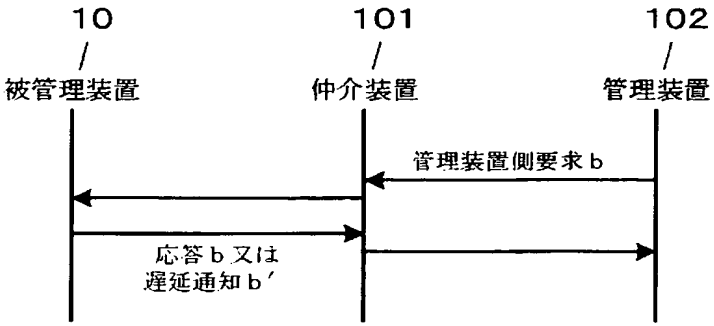 10 101 102
被管理装置 仲介装置 管理装置
管理装置側要求b
応答b又は
遅延通知b′